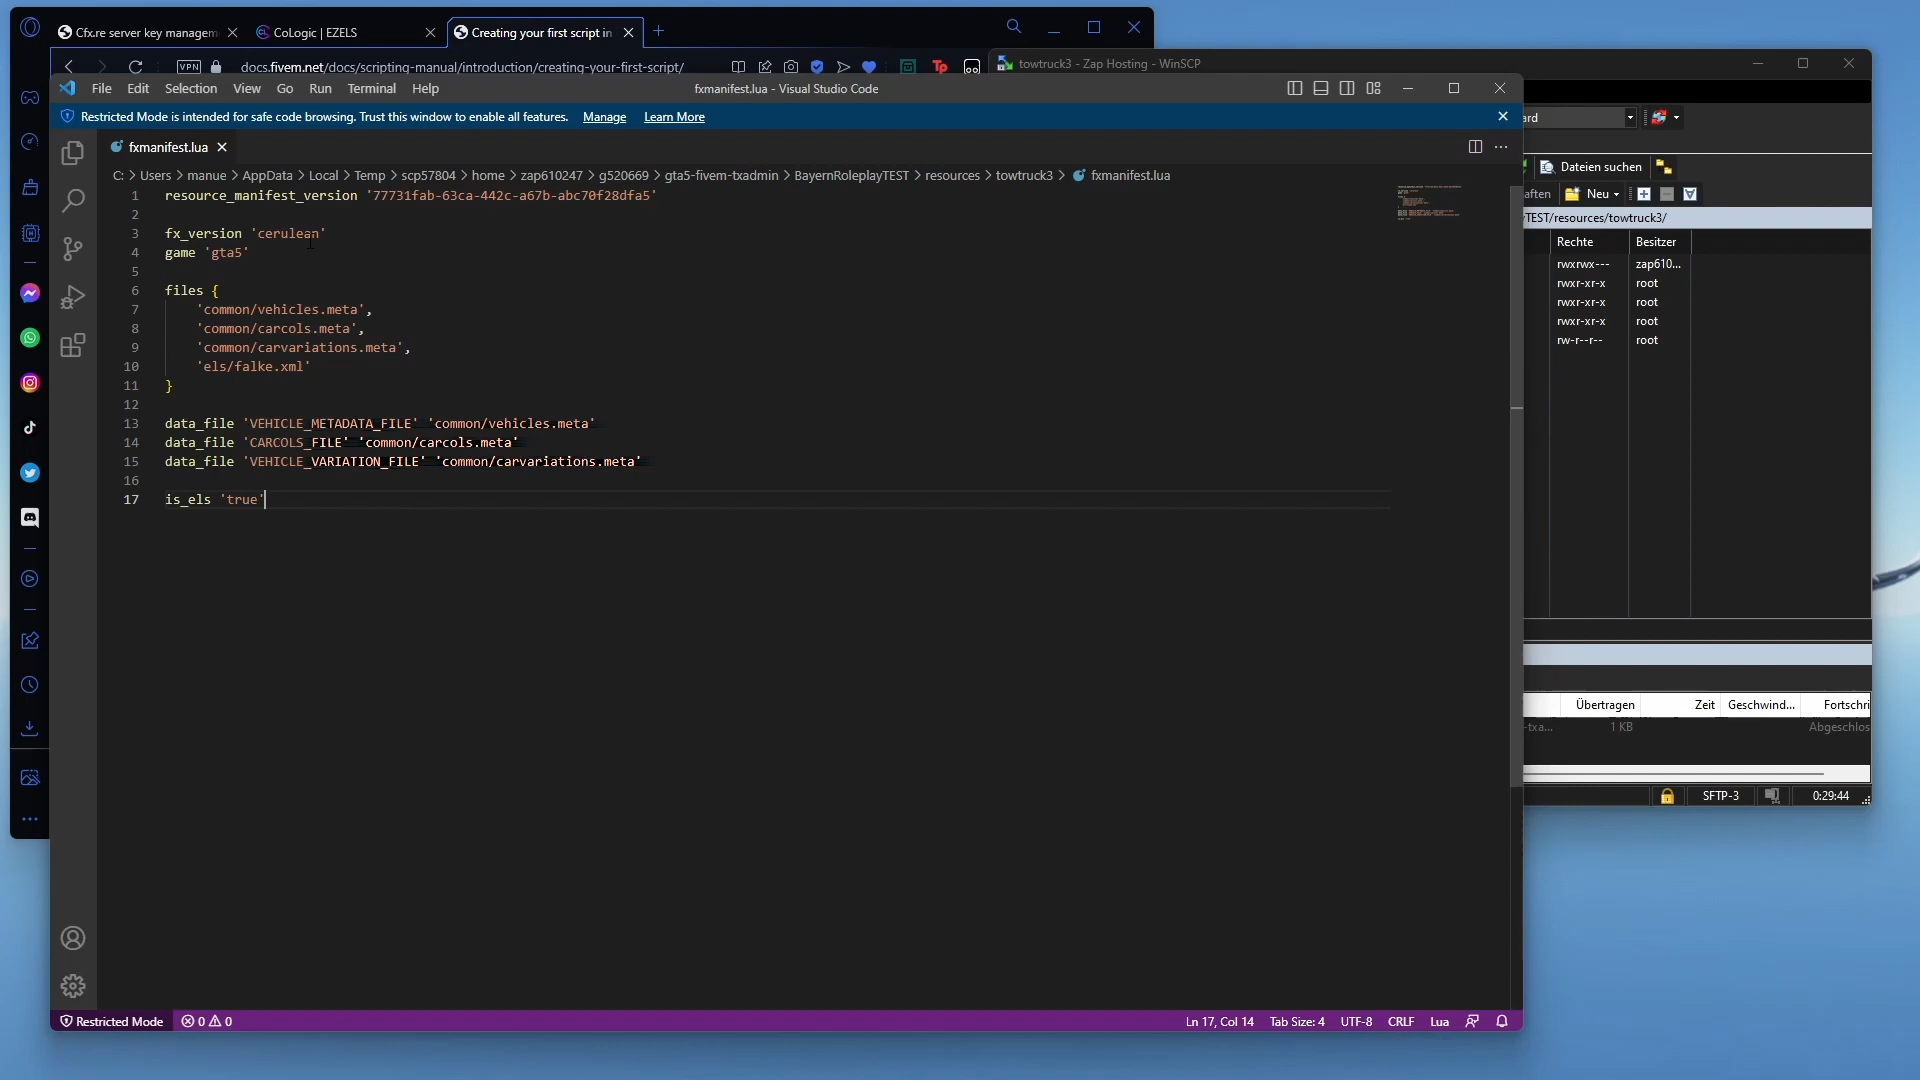 Cfx.re server key managem
CoLogic | EZELS
Creating your first script in
VPN
docs.fivem.net/docs/scripting-manual/introduction/creating-your-first-script/
Tp
towtruck3 - Zap Hosting - WinSCP
File Edit Selection View Go Run Terminal Help
fxmanifest.lua - Visual Studio Code
Restricted Mode is intended for safe code browsing. Trust this window to enable all features. Manage Learn More
ard
fxmanifest.lua
Dateien suchen
C: > Users > manue > AppData > Local > Temp > scp57804 > home > zap610247 > g520669 > gta5-fivem-txadmin > BayernRoleplayTEST > resources > towtruck3 > fxmanifest.lua
aften Neu
TEST/resources/towtruck3/
Rechte Besitzer
rwxrwx--- zap610...
rwxr-xr-x root
rwxr-xr-x root
rwxr-xr-x root
rw-r--r-- root
1 resource_manifest_version '77731fab-63ca-442c-a67b-abc70f28dfa5'
2
3 fx_version 'cerulean'
4 game 'gta5'
5
6 files {
7 'common/vehicles.meta',
8 'common/carcols.meta',
9 'common/carvariations.meta',
10 'els/falke.xml'
11 }
12
13 data_file 'VEHICLE_METADATA_FILE' 'common/vehicles.meta'
14 data_file 'CARCOLS_FILE' 'common/carcols.meta'
15 data_file 'VEHICLE_VARIATION_FILE' 'common/carvariations.meta'
16
17 is_els 'true'
Übertragen Zeit Geschwind... Fortschri
-txa... 1 KB Abgeschlos
SFTP-3 0:29:44
Restricted Mode 0 0
Ln 17, Col 14 Tab Size: 4 UTF-8 CRLF Lua